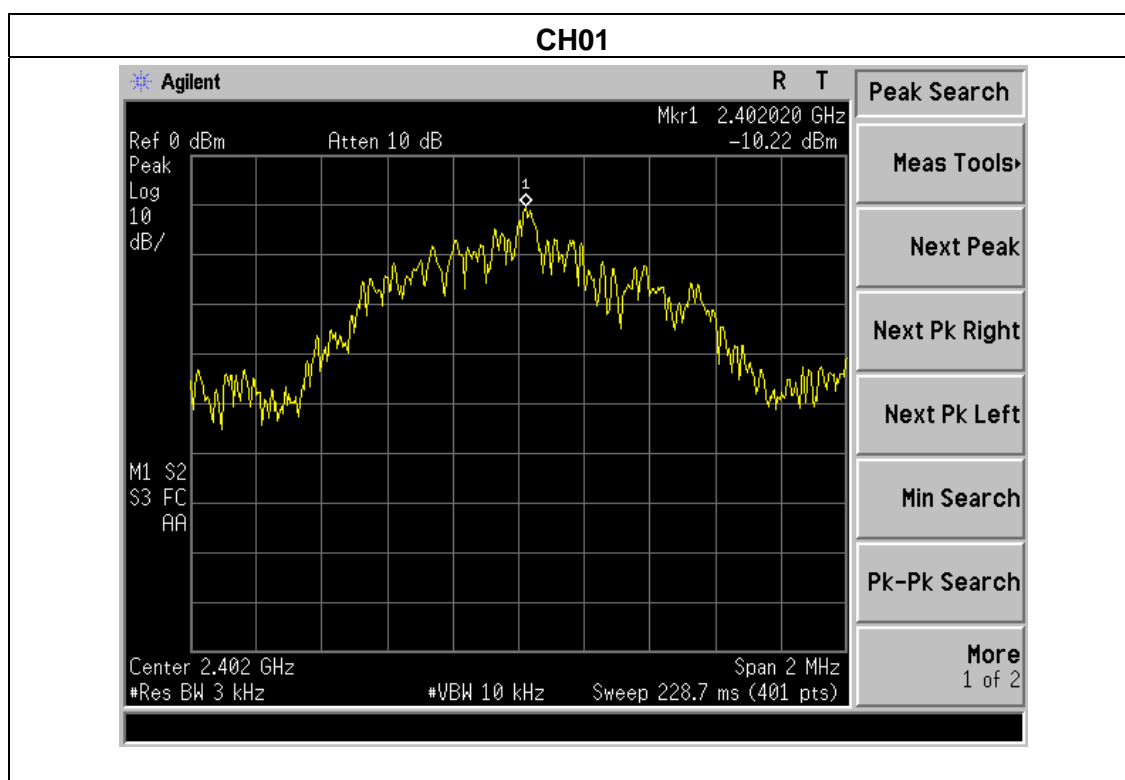 CH01
Agilent R T
Peak Search
Mkr1 2.402020 GHz
Ref 0 dBm Atten 10 dB -10.22 dBm
Peak
Log
10
dB/
1
M1 S2
S3 FC
AA
Center 2.402 GHz Span 2 MHz
#Res BW 3 kHz #VBW 10 kHz Sweep 228.7 ms (401 pts)
Meas Tools
Next Peak
Next Pk Right
Next Pk Left
Min Search
Pk-Pk Search
More
1 of 2